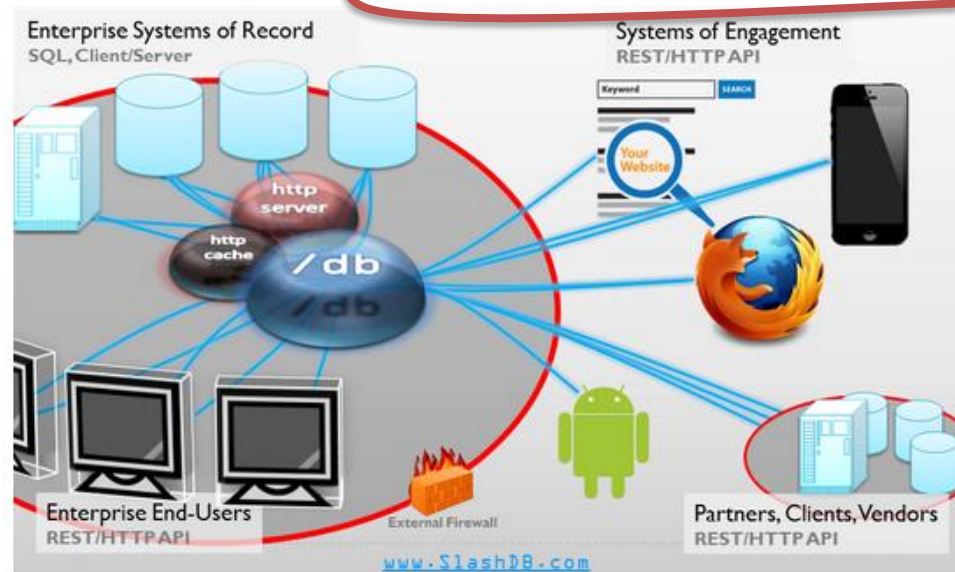 Enterprise Systems of Record
SQL, Client/Server
Systems of Engagement
REST/HTTP API
Keyword
SEARCH
Your
Website
http
server
http
cache
/db
/db
Enterprise End-Users
REST/HTTP API
External Firewall
Partners, Clients, Vendors
REST/HTTP API
www.SlashDB.com